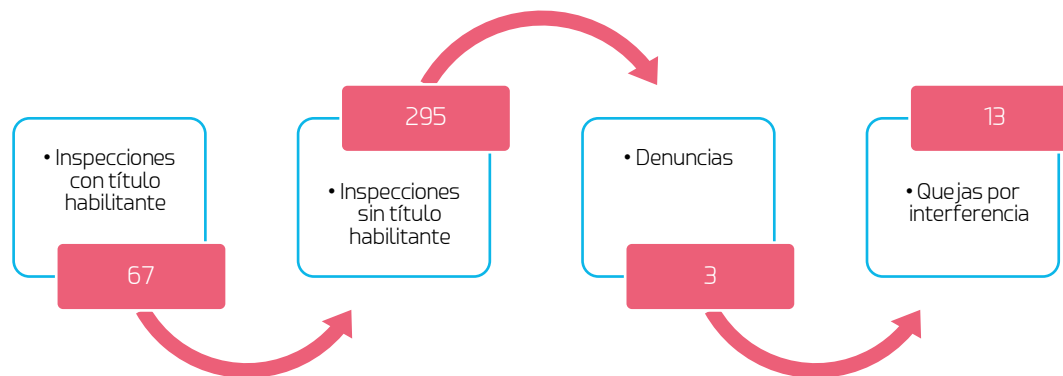 • Inspecciones
con título
habilitante
67
295
• Inspecciones
sin título
habilitante
• Denuncias
3
13
• Quejas por
interferencia